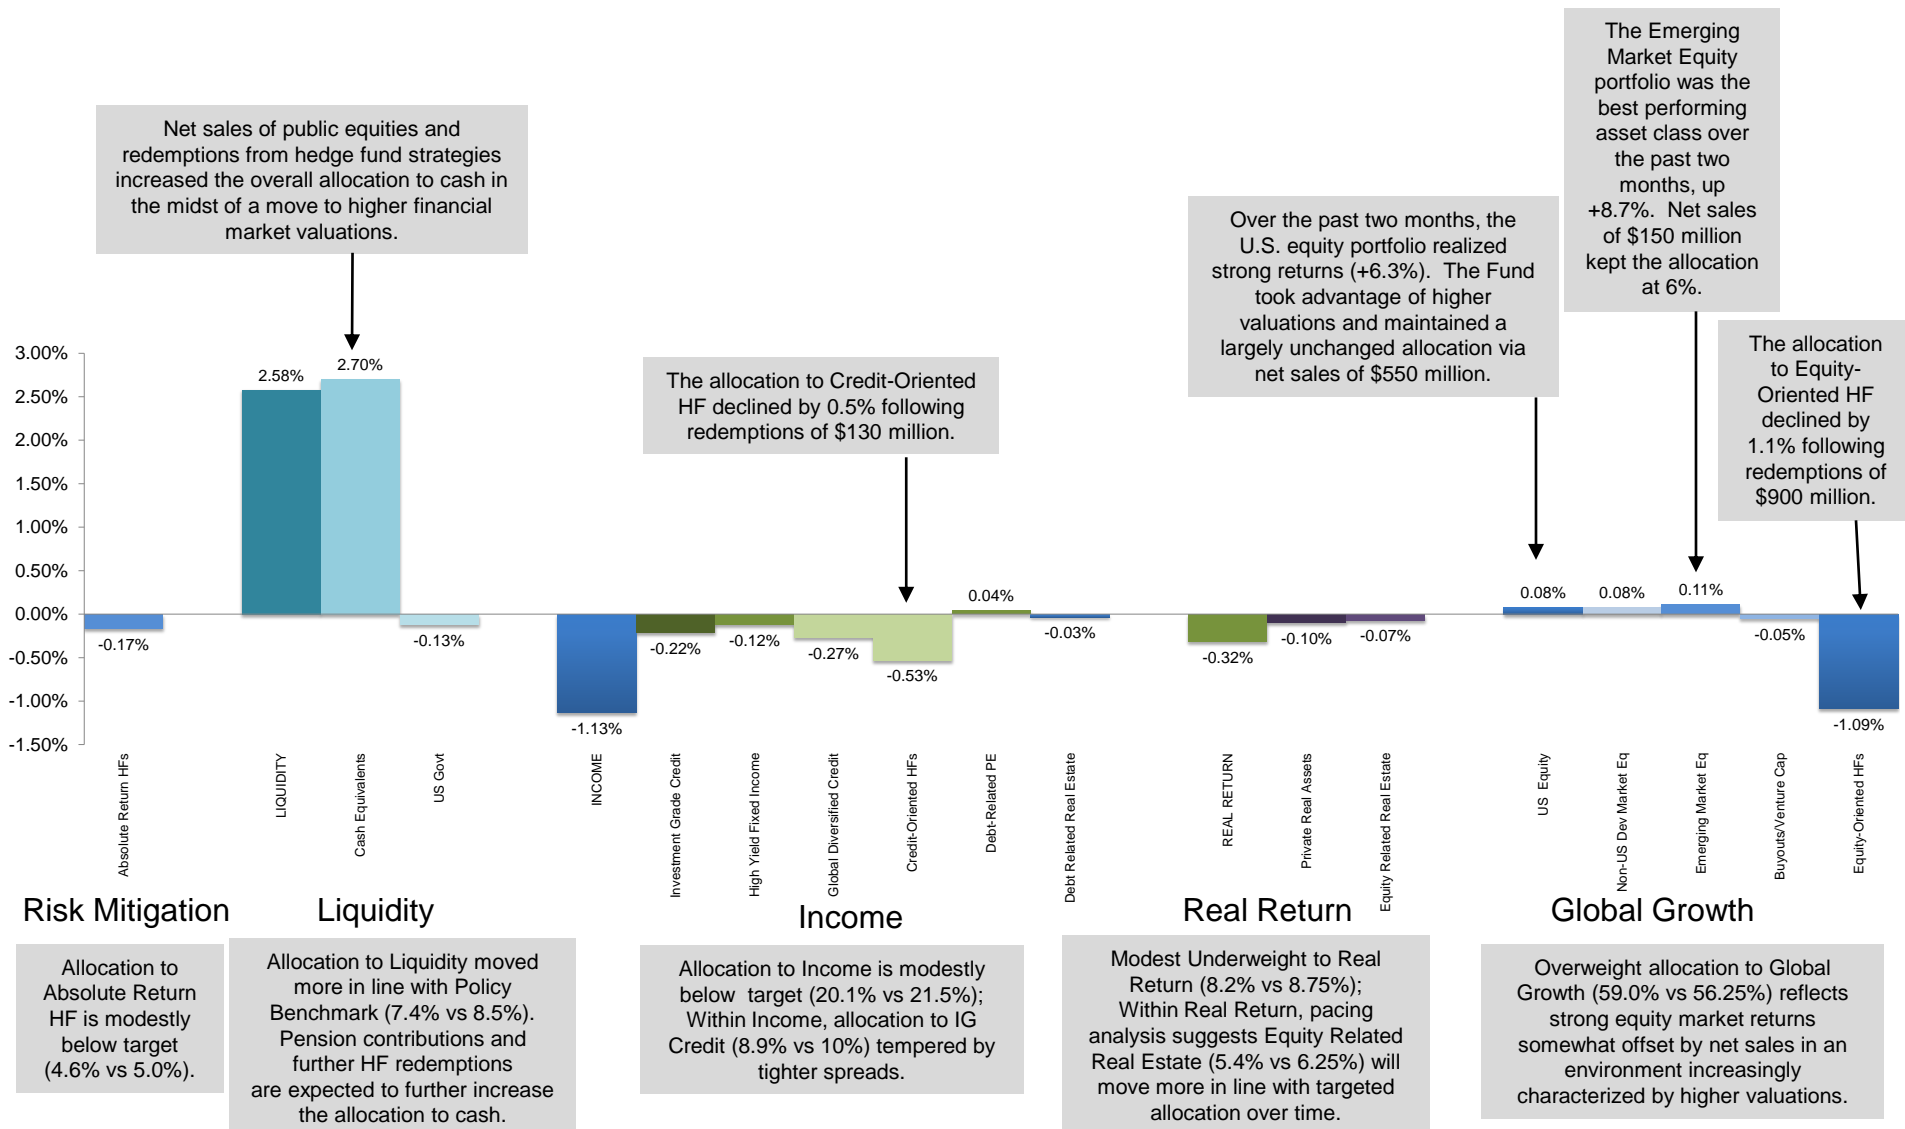 The Emerging
Market Equity
portfolio was the
best performing
asset class over
the past two
months, up
+8.7%.  Net sales
of $150 million
kept the allocation
at 6%.
Net sales of public equities and
redemptions from hedge fund strategies
increased the overall allocation to cash in
the midst of a move to higher financial
market valuations.
Over the past two months, the
U.S. equity portfolio realized
strong returns (+6.3%).  The Fund
took advantage of higher
valuations and maintained a
largely unchanged allocation via
net sales of $550 million.
The allocation
to Equity-
Oriented HF
declined by
1.1% following
redemptions of
$900 million.
The allocation to Credit-Oriented
HF declined by 0.5% following
redemptions of $130 million.
3.00%
2.50%
2.00%
1.50%
1.00%
0.50%
0.00%
-0.50%
-1.00%
-1.50%
-0.17%
2.58%
2.70%
-0.13%
-1.13%
-0.22%
-0.12%
-0.27%
-0.53%
0.04%
-0.03%
-0.32%
-0.10%
-0.07%
0.08%
0.08%
0.11%
-0.05%
-1.09%
Absolute Return HFs
LIQUIDITY
Cash Equivalents
US Govt
INCOME
Investment Grade Credit
High Yield Fixed Income
Global Diversified Credit
Credit-Oriented HFs
Debt-Related PE
Debt Related Real Estate
REAL RETURN
Private Real Assets
Equity Related Real Estate
US  Equity
Non-US Dev Market Eq
Emerging Market Eq
Buyouts/Venture Cap
Equity-Oriented HFs
Risk Mitigation
Liquidity
Income
Real Return
Global Growth
Allocation to
Absolute Return
HF is modestly
below target
(4.6% vs 5.0%).
Allocation to Liquidity moved
more in line with Policy
Benchmark (7.4% vs 8.5%).
Pension contributions and
further HF redemptions
are expected to further increase
the allocation to cash.
Allocation to Income is modestly
below  target (20.1% vs 21.5%);
Within Income, allocation to IG
Credit (8.9% vs 10%) tempered by
tighter spreads.
Modest Underweight to Real
Return (8.2% vs 8.75%);
Within Real Return, pacing
analysis suggests Equity Related
Real Estate (5.4% vs 6.25%) will
move more in line with targeted
allocation over time.
Overweight allocation to Global
Growth (59.0% vs 56.25%) reflects
strong equity market returns
somewhat offset by net sales in an
environment increasingly
characterized by higher valuations.